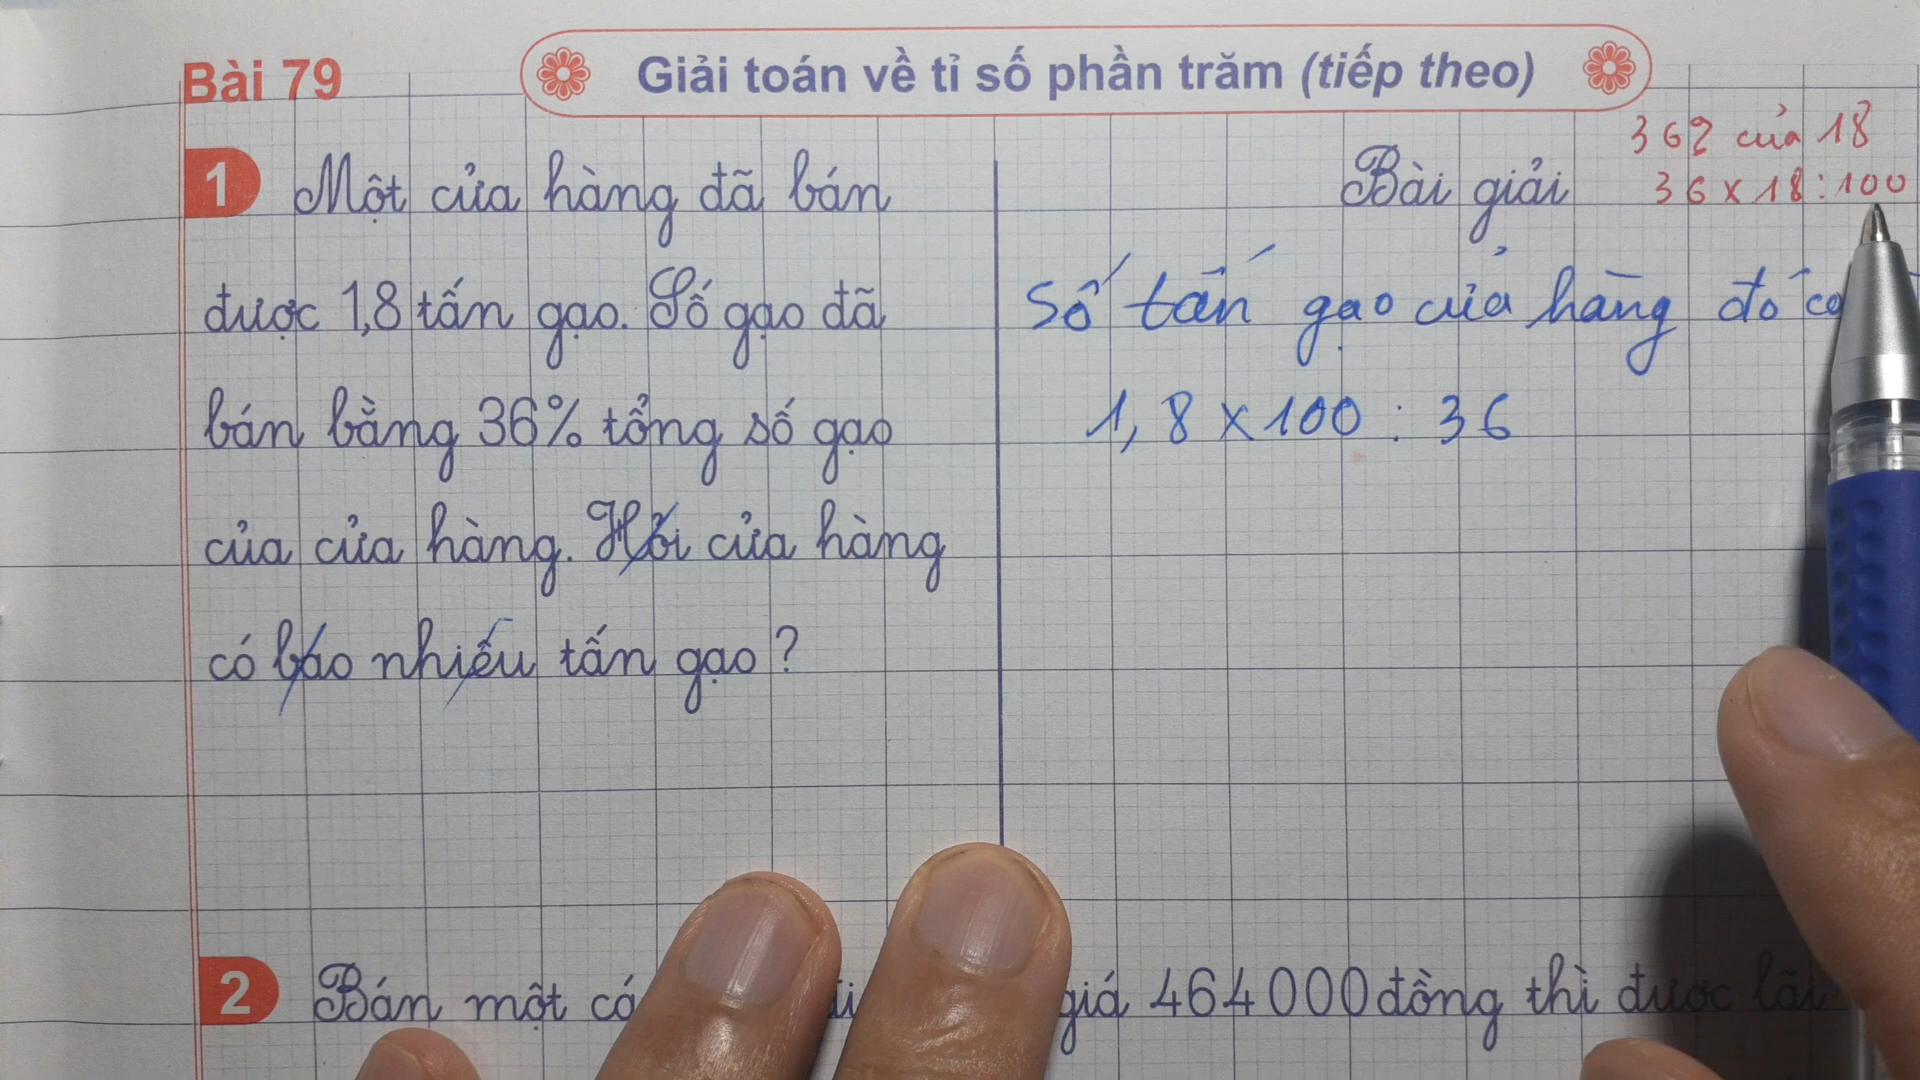 Bài 79
Giải toán về tỉ số phần trăm (tiếp theo)
1 Một cửa hàng đã bán
được 1,8 tấn gạo. Số gạo đã
bán bằng 36% tổng số gạo
của cửa hàng. Hỏi cửa hàng
có bao nhiêu tấn gạo?
36% của 18
Bài giải
36 x 18 : 100
Số tấn gạo cửa hàng đó
1,8 x 100 : 36
2 Bán một
giá 464 000 đồng thì được lãi